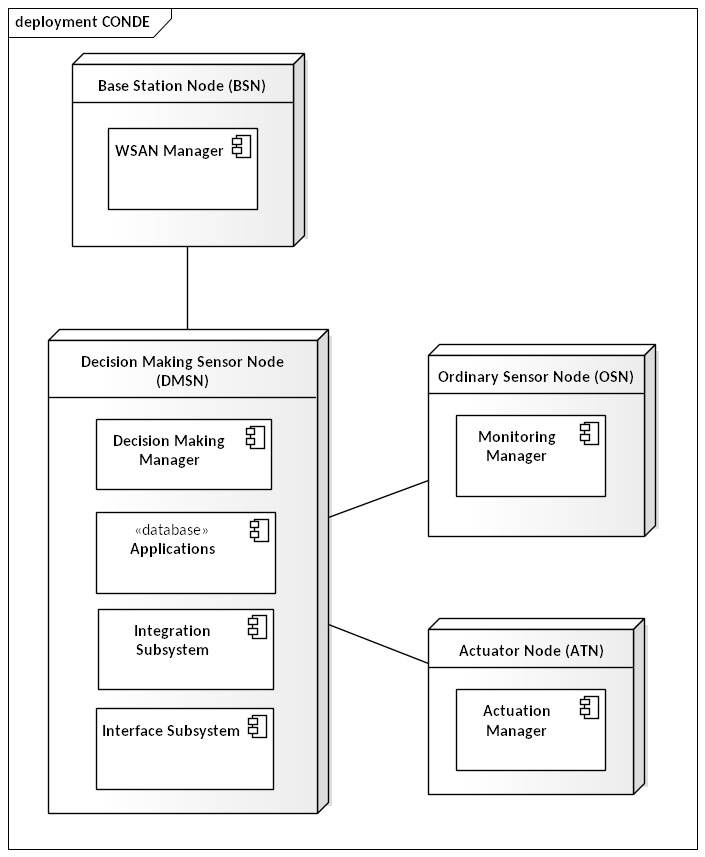 deployment CONDE
Base Station Node (BSN)
WSAN Manager
Decision Making Sensor Node
(DMSN)
Decision Making
Manager
«database»
Applications
Integration
Subsystem
Interface Subsystem
Ordinary Sensor Node (OSN)
Monitoring
Manager
Actuator Node (ATN)
Actuation
Manager